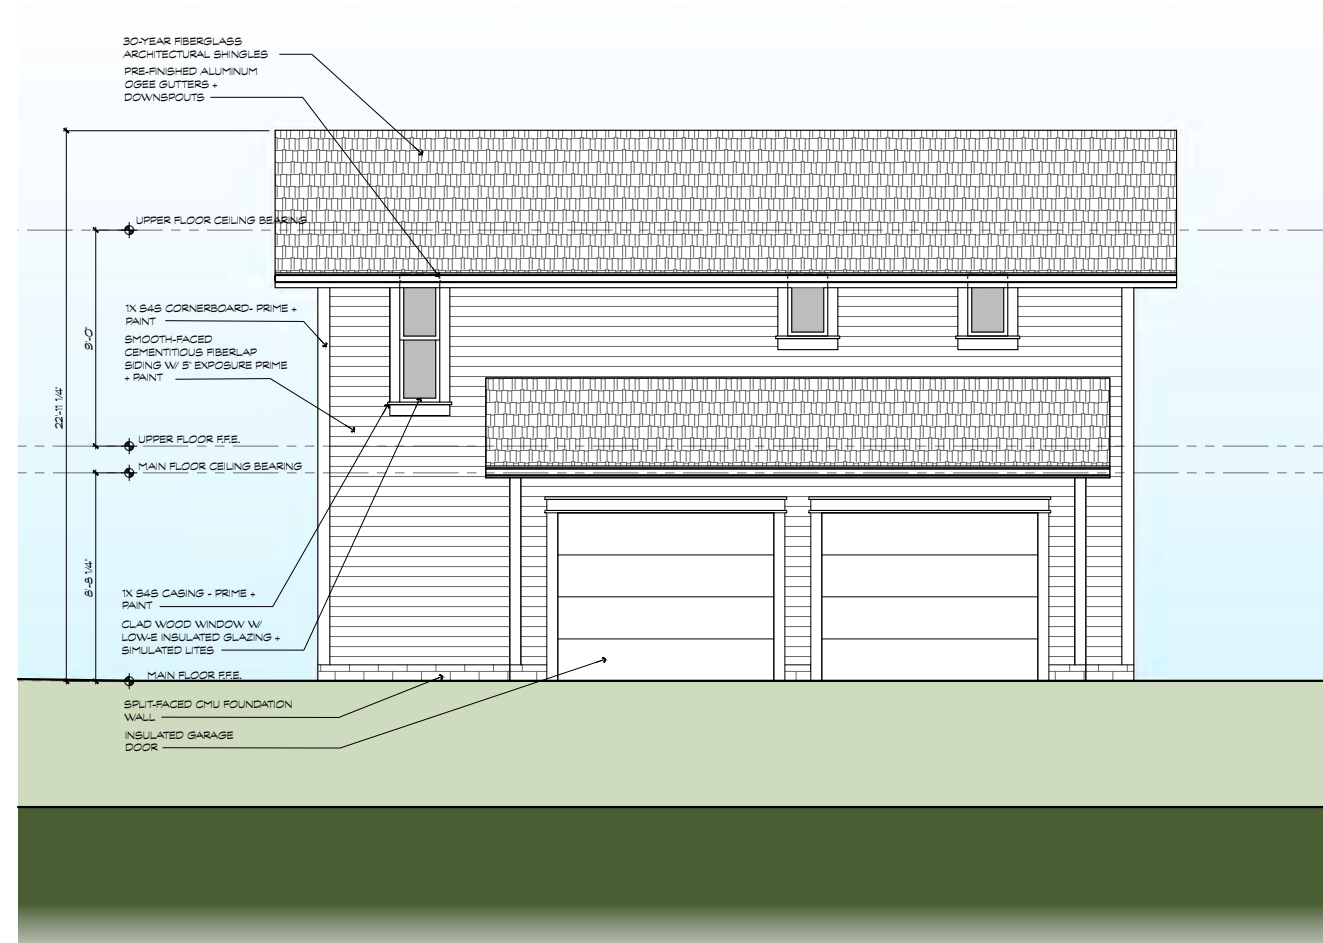 30-YEAR FIBERGLASS
ARCHITECTURAL SHINGLES
PRE-FINISHED ALUMINUM
OGEE GUTTERS +
DOWNSPOUTS
UPPER FLOOR CEILING BEARING
1X S4S CORNERBOARD- PRIME +
PAINT
9'-0"
SMOOTH-FACED
CEMENTITIOUS FIBERLAP
SIDING W/ 5" EXPOSURE PRIME
+ PAINT
22'-11 1/4"
UPPER FLOOR F.F.E.
MAIN FLOOR CEILING BEARING
8'-8 1/4"
1X S4S CASING - PRIME +
PAINT
CLAD WOOD WINDOW W/
LOW-E INSULATED GLAZING +
SIMULATED LITES
MAIN FLOOR F.F.E.
SPLIT-FACED CMU FOUNDATION
WALL
INSULATED GARAGE
DOOR